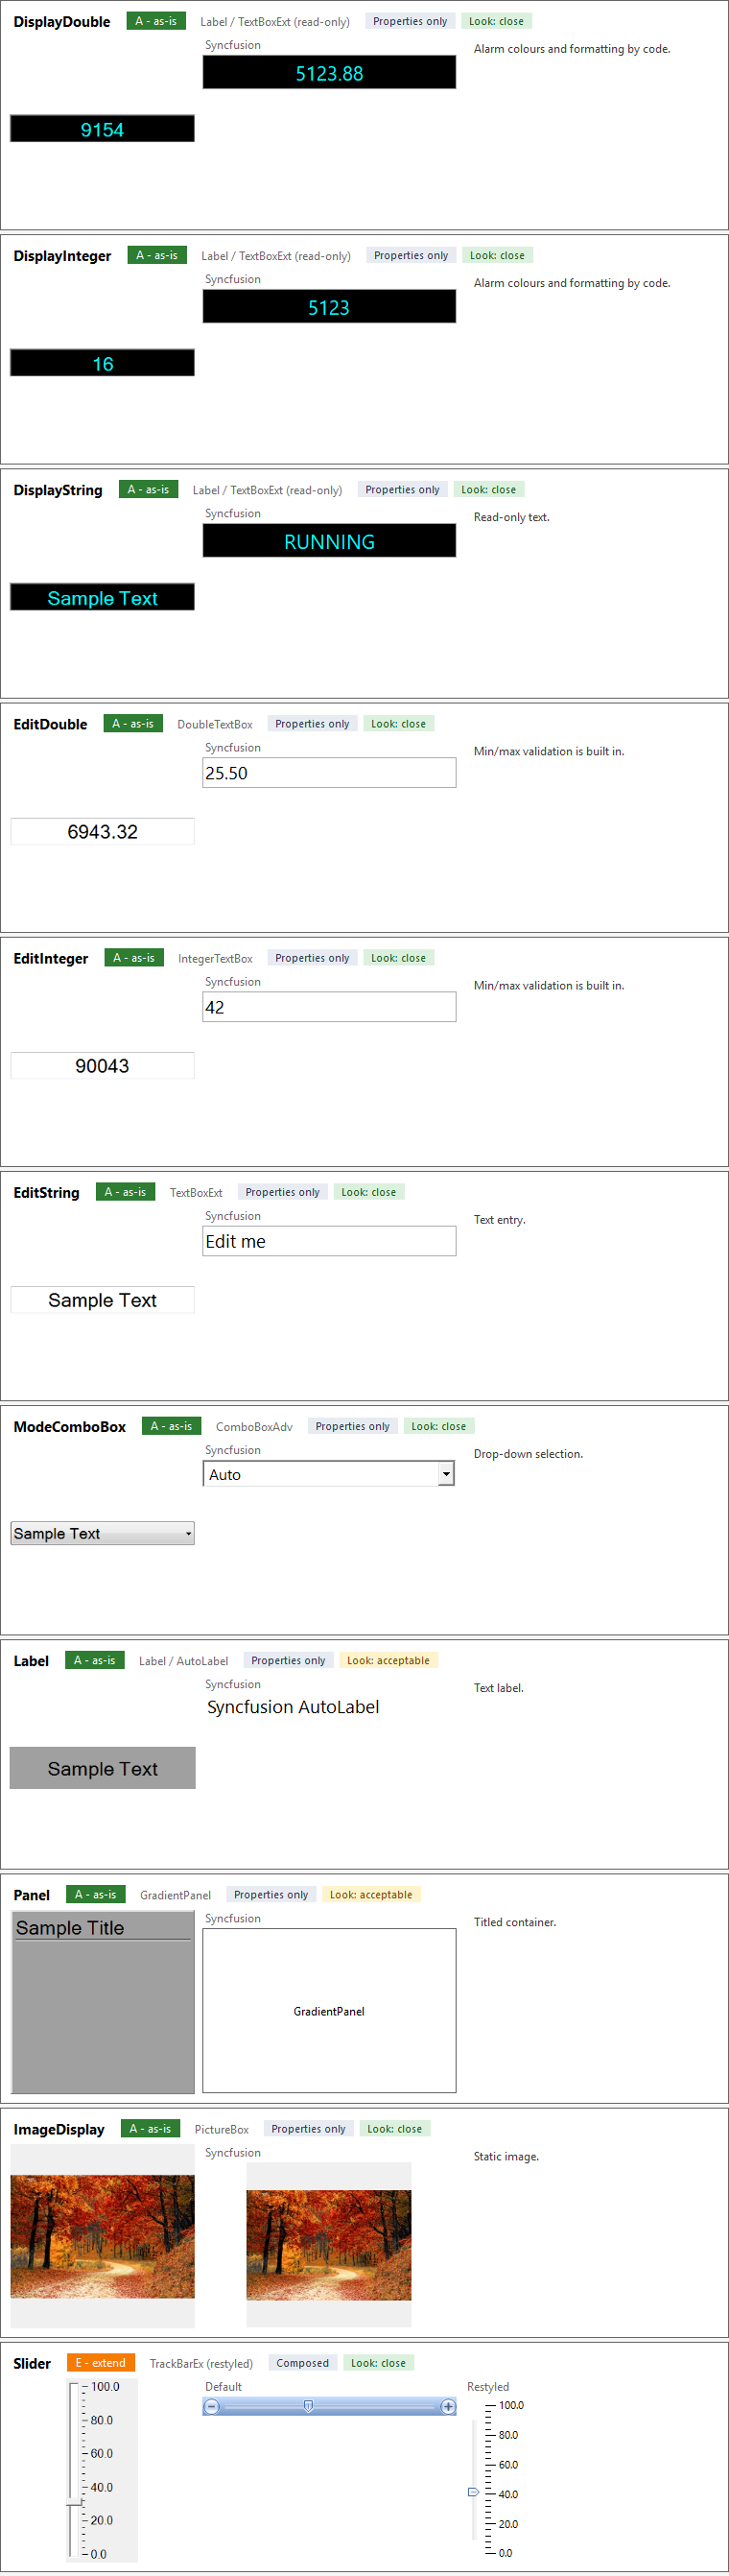 DisplayDouble A - as-is Label / TextBoxExt (read-only) Properties only Look: close
Syncfusion
5123.88
Alarm colours and formatting by code.
9154
DisplayInteger A - as-is Label / TextBoxExt (read-only) Properties only Look: close
Syncfusion
5123
Alarm colours and formatting by code.
16
DisplayString A - as-is Label / TextBoxExt (read-only) Properties only Look: close
Syncfusion
RUNNING
Read-only text.
Sample Text
EditDouble A - as-is DoubleTextBox Properties only Look: close
Syncfusion
25.50
Min/max validation is built in.
6943.32
EditInteger A - as-is IntegerTextBox Properties only Look: close
Syncfusion
42
Min/max validation is built in.
90043
EditString A - as-is TextBoxExt Properties only Look: close
Syncfusion
Edit me
Text entry.
Sample Text
ModeComboBox A - as-is ComboBoxAdv Properties only Look: close
Syncfusion
Auto
Drop-down selection.
Sample Text
Label A - as-is Label / AutoLabel Properties only Look: acceptable
Syncfusion
Syncfusion AutoLabel
Text label.
Sample Text
Panel A - as-is GradientPanel Properties only Look: acceptable
Sample Title
Syncfusion
GradientPanel
Titled container.
ImageDisplay A - as-is PictureBox Properties only Look: close
Syncfusion
Static image.
Slider E - extend TrackBarEx (restyled) Composed Look: close
100.0
80.0
60.0
40.0
20.0
0.0
Default
Restyled
100.0
80.0
60.0
40.0
20.0
0.0